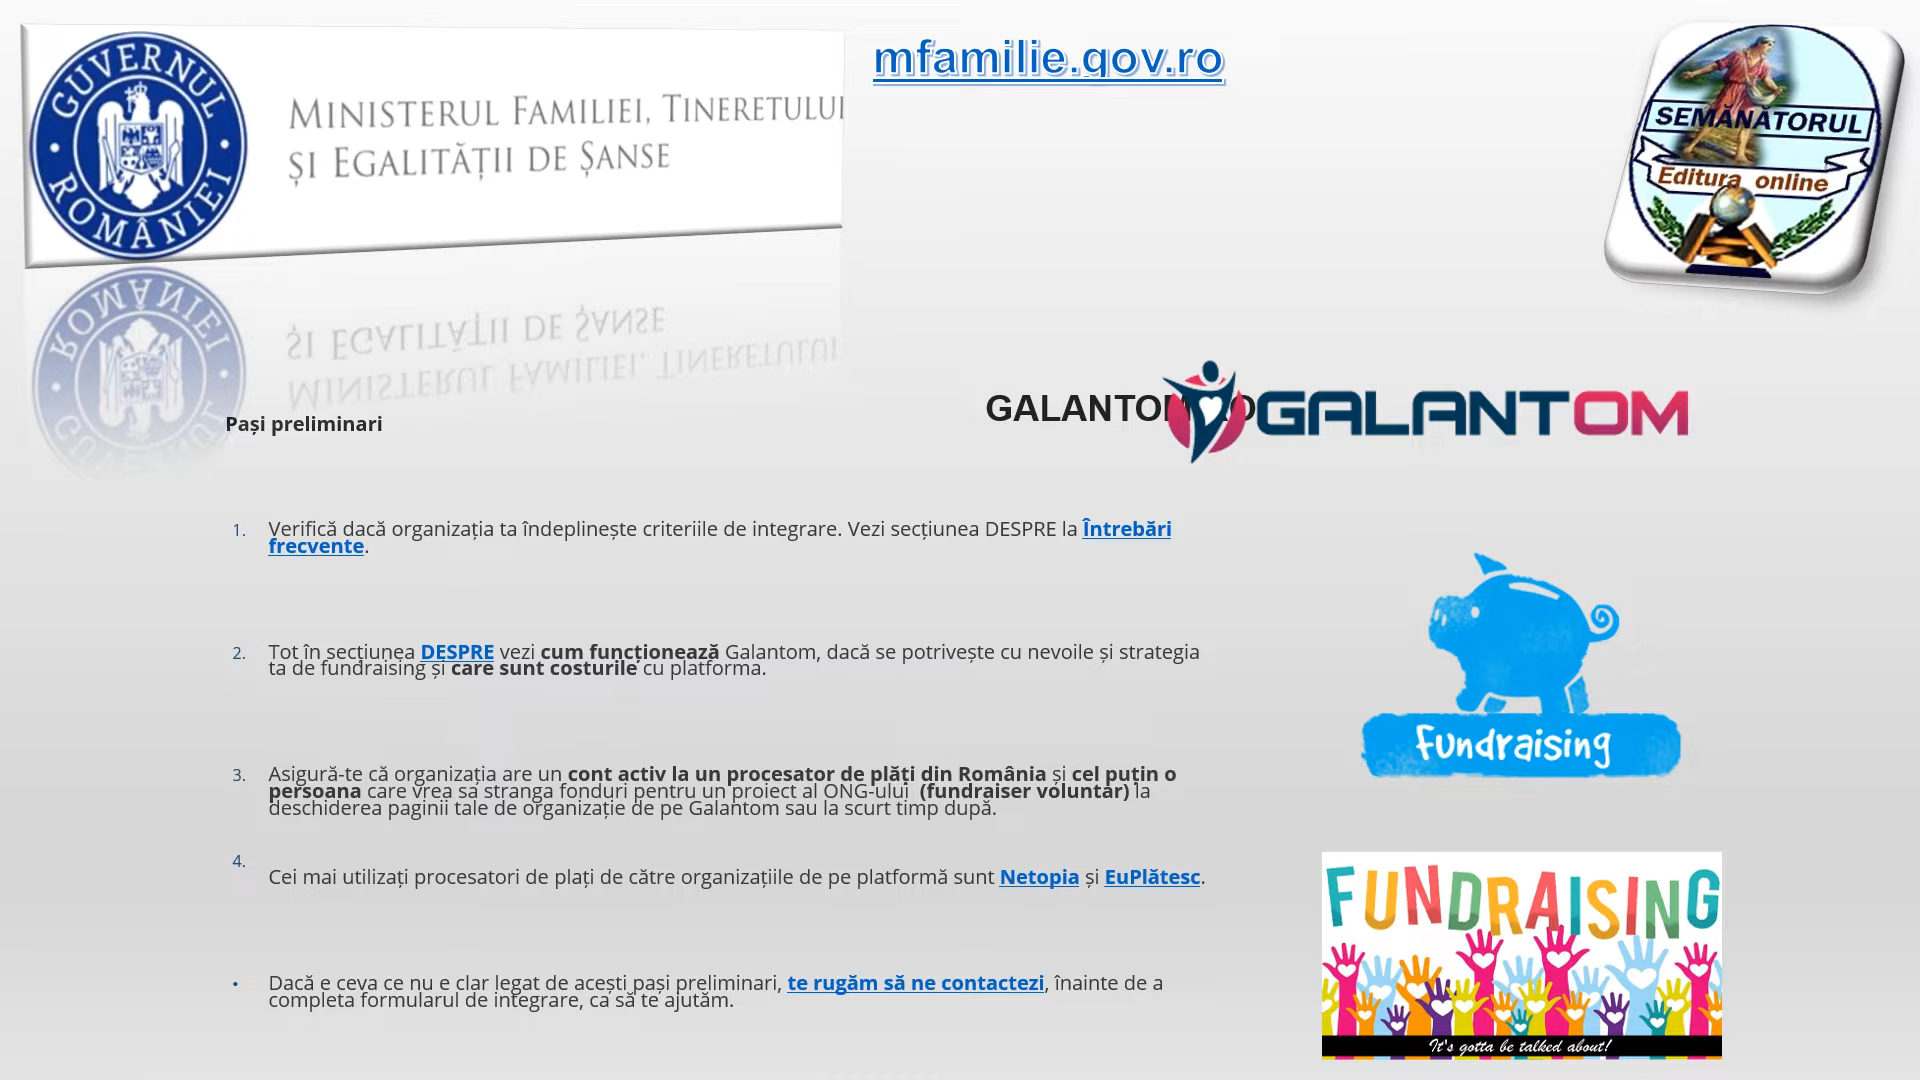 GUVERNUL ROMÂNIEI
MINISTERUL FAMILIEI, TINERETULUI
ȘI EGALITĂȚII DE ȘANSE
mfamilie.gov.ro
SEMĂNĂTORUL
Editura online
GALANTOM
Pași preliminari
1. Verifică dacă organizația ta îndeplinește criteriile de integrare. Vezi secțiunea DESPRE la Întrebări
frecvente.
2. Tot în secțiunea DESPRE vezi cum funcționează Galantom, dacă se potrivește cu nevoile și strategia
ta de fundraising și care sunt costurile cu platforma.
3. Asigură-te că organizația are un cont activ la un procesator de plăți din România și cel puțin o
persoana care vrea sa stranga fonduri pentru un proiect al ONG-ului (fundraiser voluntar) la
deschiderea paginii tale de organizație de pe Galantom sau la scurt timp după.
4.
Cei mai utilizați procesatori de plați de către organizațiile de pe platformă sunt Netopia și EuPlătesc.
• Dacă e ceva ce nu e clar legat de acești pași preliminari, te rugăm să ne contactezi, înainte de a
completa formularul de integrare, ca să te ajutăm.
Fundraising
FUNDRAISING
It's gotta be talked about!